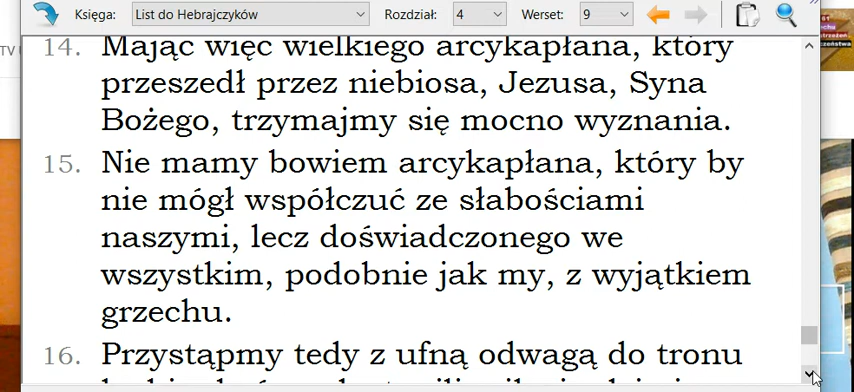 Księga: List do Hebrajczyków Rozdział: 4 Werset: 9
TV
14. Mając więc wielkiego arcykapłana, który
przeszedł przez niebiosa, Jezusa, Syna
Bożego, trzymajmy się mocno wyznania.
15. Nie mamy bowiem arcykapłana, który by
nie mógł współczuć ze słabościami
naszymi, lecz doświadczonego we
wszystkim, podobnie jak my, z wyjątkiem
grzechu.
16. Przystąpmy tedy z ufną odwagą do tronu